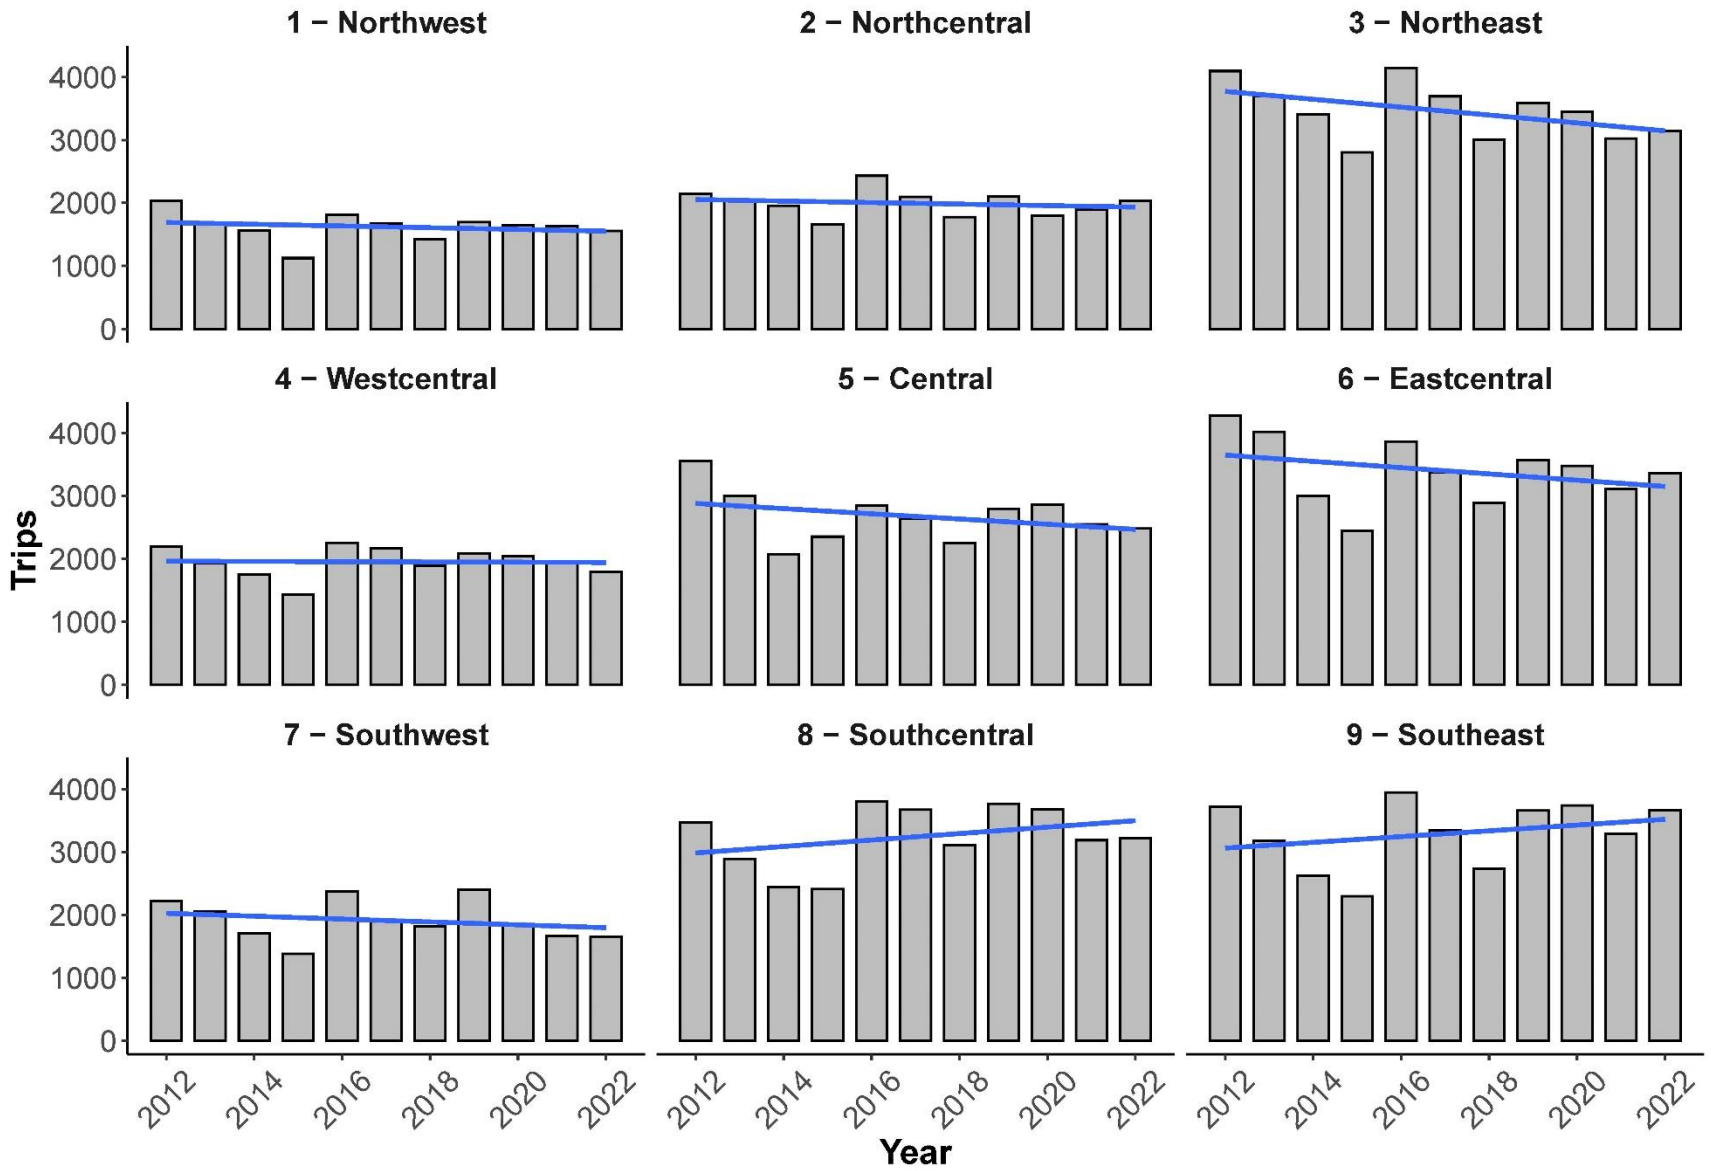 1 − Northwest
2 − Northcentral
3 − Northeast
4000
3000
2000
1000
0
4 − Westcentral
5 − Central
6 − Eastcentral
4000
3000
2000
1000
0
Trips
7 − Southwest
8 − Southcentral
9 − Southeast
4000
3000
2000
1000
0
2012 2014 2016 2018 2020 2022
2012 2014 2016 2018 2020 2022
2012 2014 2016 2018 2020 2022
Year